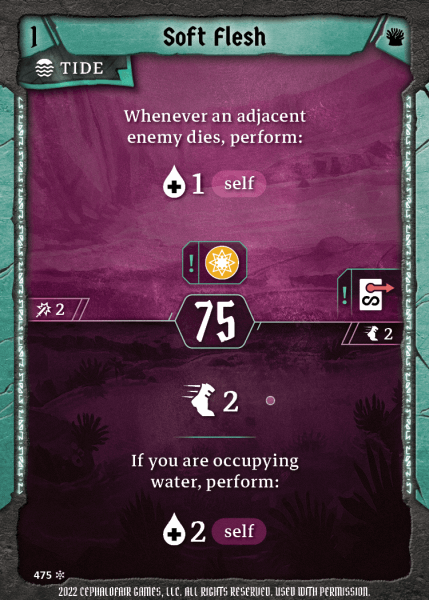 1
Soft Flesh
TIDE
Whenever an adjacent
enemy dies, perform:
1 self
!
!
2
75
2
2
If you are occupying
water, perform:
2 self
475
2022 CEPHALOFAIR GAMES, LLC. ALL RIGHTS RESERVED. USED WITH PERMISSION.